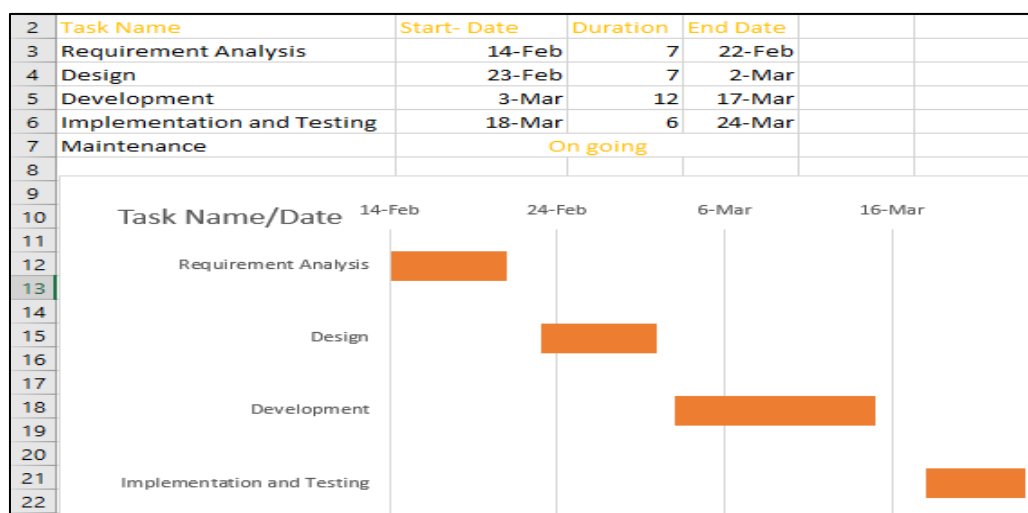 2 Task Name Start- Date Duration End Date
3 Requirement Analysis 14-Feb 7 22-Feb
4 Design 23-Feb 7 2-Mar
5 Development 3-Mar 12 17-Mar
6 Implementation and Testing 18-Mar 6 24-Mar
7 Maintenance On going
8
9
10 Task Name/Date 14-Feb 24-Feb 6-Mar 16-Mar
11
12 Requirement Analysis
13
14
15 Design
16
17
18 Development
19
20
21 Implementation and Testing
22